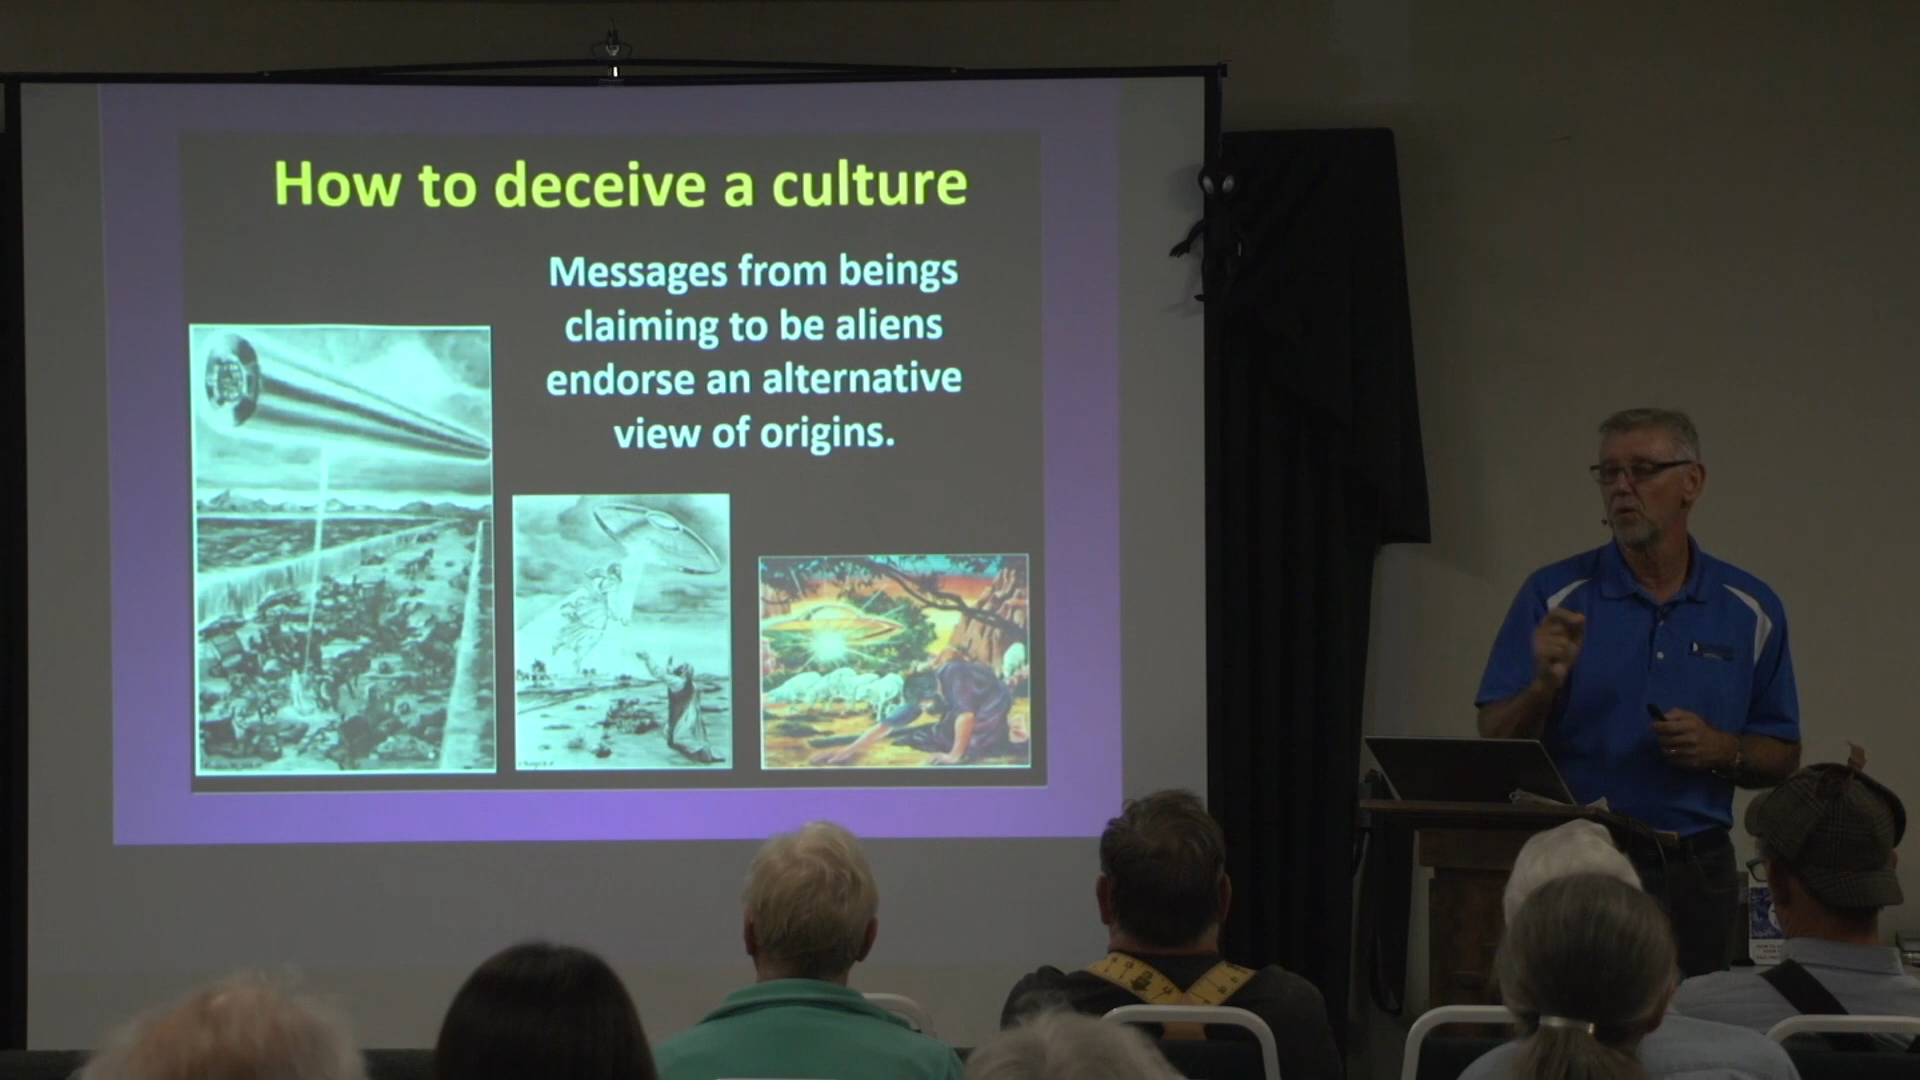 How to deceive a culture
Messages from beings
claiming to be aliens
endorse an alternative
view of origins.